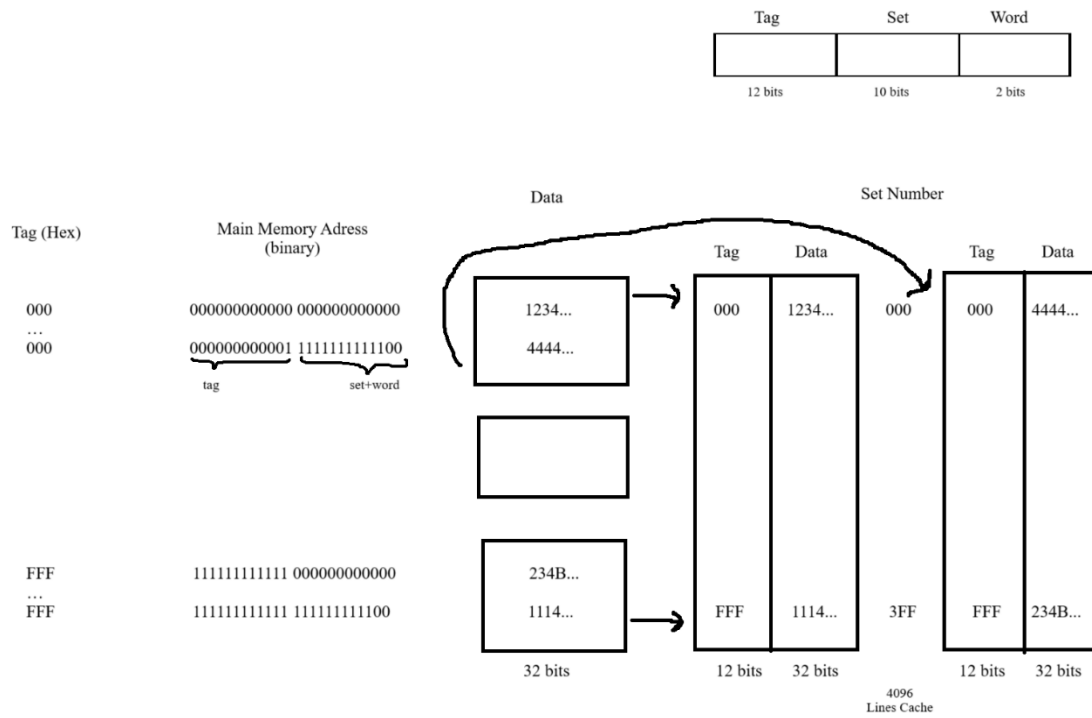 Tag Set Word
12 bits 10 bits 2 bits
Data Set Number
Tag (Hex) Main Memory Adress
(binary)
Tag Data Tag Data
000 000000000000 000000000000 1234... 000 1234... 000 000 4444...
...
000 000000000001 1111111111100 4444...
tag set+word
FFF 111111111111 000000000000 234B...
...
FFF 111111111111 111111111100 1114... FFF 1114... 3FF FFF 234B...
32 bits 12 bits 32 bits 12 bits 32 bits
4096
Lines Cache